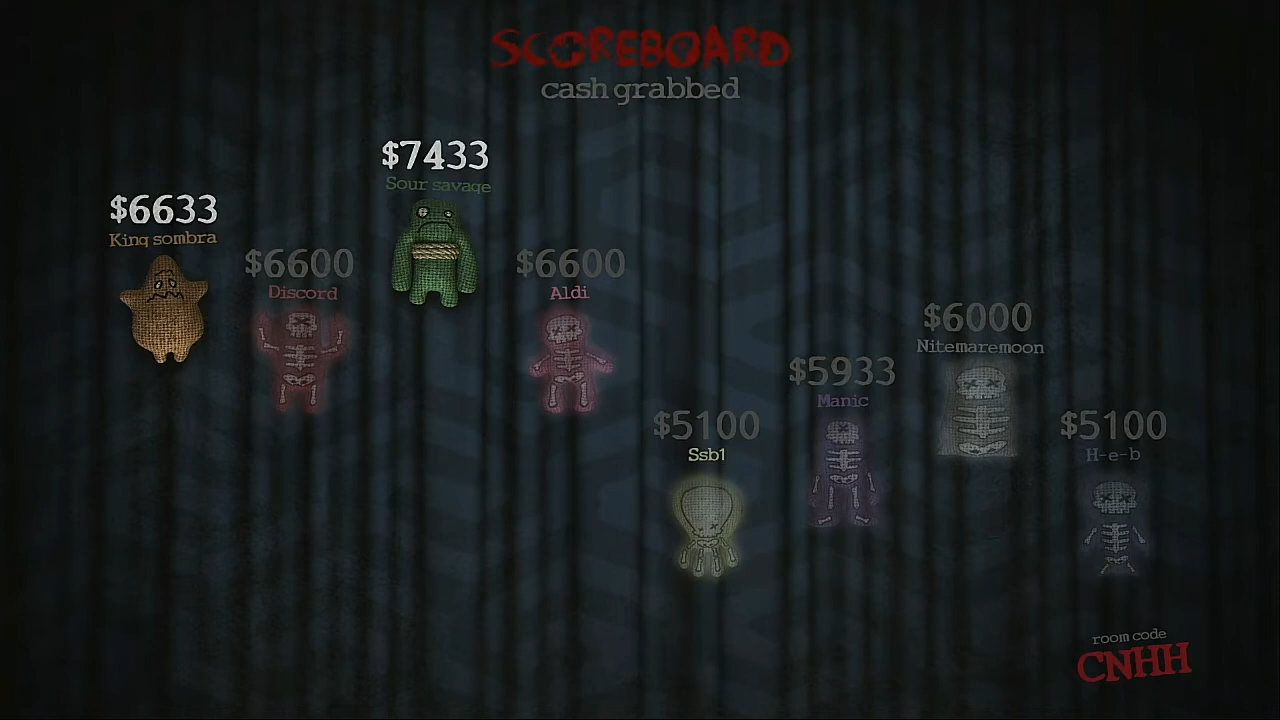 SCOREBOARD
cash grabbed
$7433
Sour savage
$6633
King sombra
$6600
Discord
$6600
Aldi
$6000
Nitemaremoon
$5933
Manic
$5100
Ssb1
$5100
H-e-b
room code
CNHH